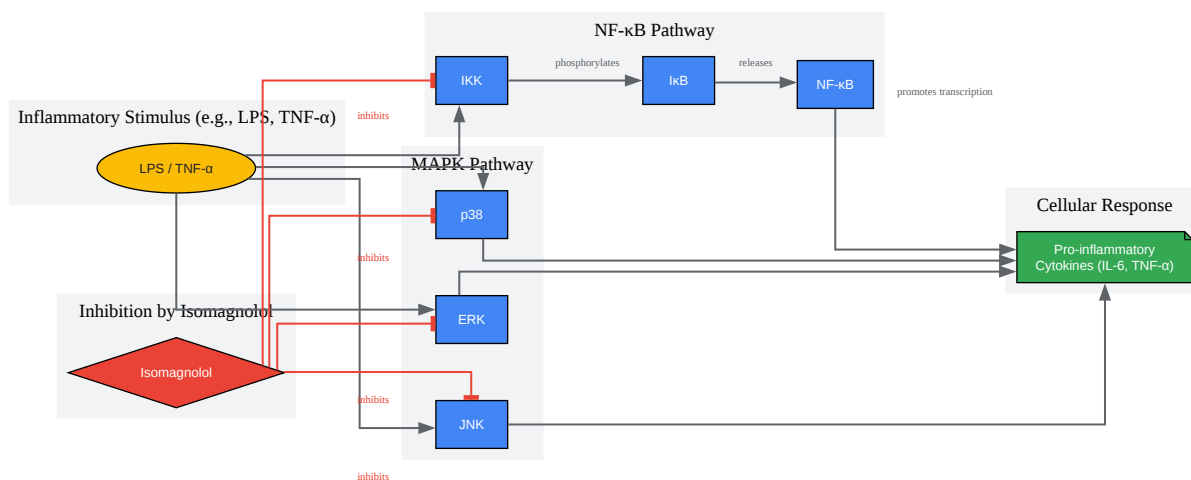 NF-κB Pathway
IKK
phosphorylates
IκB
releases
NF-κB
promotes transcription
inhibits
Inflammatory Stimulus (e.g., LPS, TNF-α)
LPS / TNF-α
MAPK Pathway
p38
inhibits
ERK
inhibits
JNK
inhibits
Cellular Response
Pro-inflammatory
Cytokines (IL-6, TNF-α)
Inhibition by Isomagnolol
Isomagnolol